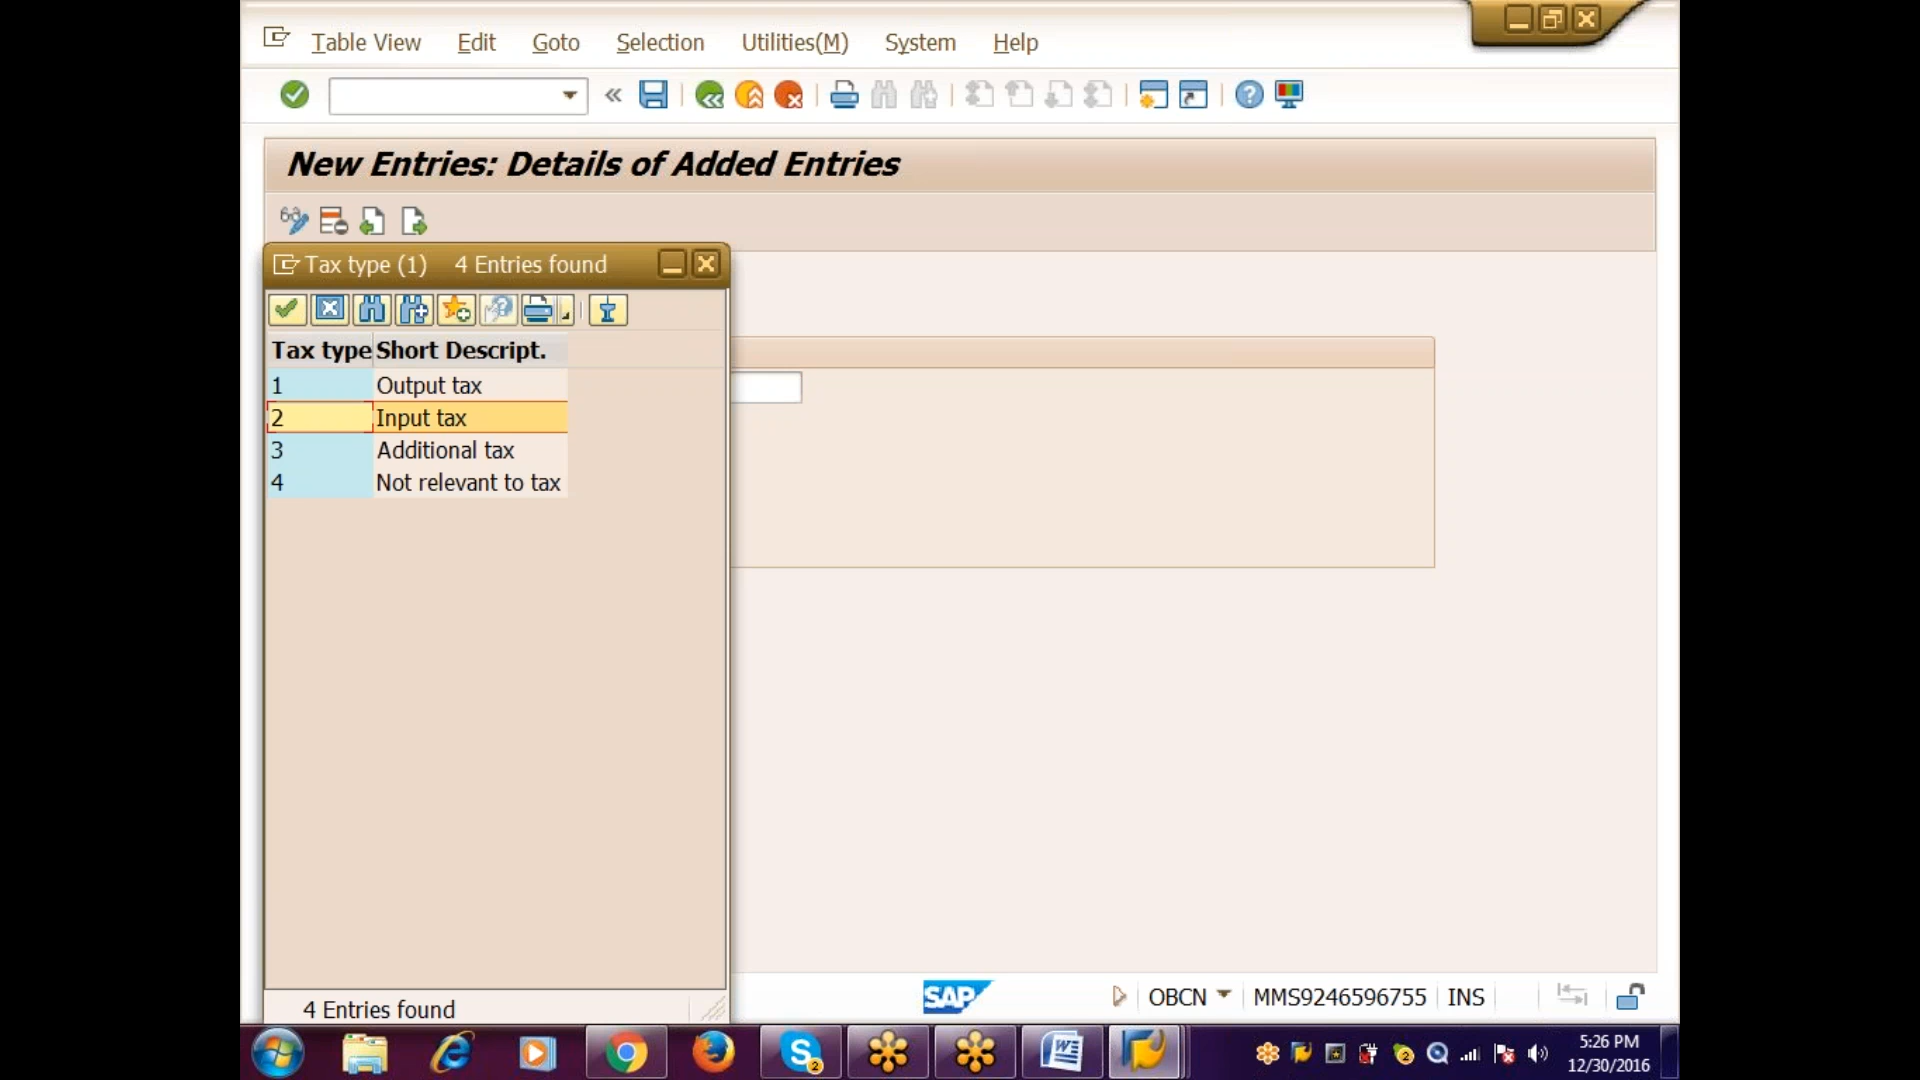 Table View Edit Goto Selection Utilities(M) System Help
New Entries: Details of Added Entries
Tax type (1) 4 Entries found
Tax type Short Descript.
1 Output tax
2 Input tax
3 Additional tax
4 Not relevant to tax
4 Entries found
SAP OBCN MMS9246596755 INS
5:26 PM
12/30/2016